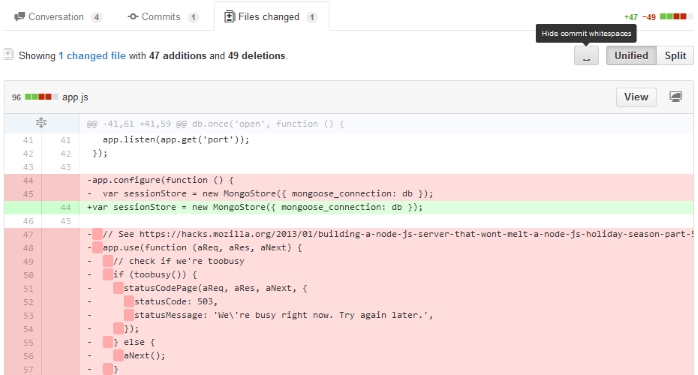 Conversation 4 Commits 1 Files changed 1 +47 −49
Hide commit whitespaces
Showing 1 changed file with 47 additions and 49 deletions. Unified Split
96 app.js View
@@ -41,61 +41,59 @@ db.once('open', function () {
41 41 app.listen(app.get('port'));
42 42 });
43 43
44 -app.configure(function () {
45 - var sessionStore = new MongoStore({ mongoose_connection: db });
44 +var sessionStore = new MongoStore({ mongoose_connection: db });
46 45
47 - // See https://hacks.mozilla.org/2013/01/building-a-node-js-server-that-wont-melt-a-node-js-holiday-season-part-5
48 - app.use(function (aReq, aRes, aNext) {
49 - // check if we're toobusy
50 - if (toobusy()) {
51 - statusCodePage(aReq, aRes, aNext, {
52 - statusCode: 503,
53 - statusMessage: 'We\'re busy right now. Try again later.',
54 - });
55 - } else {
56 - aNext();
57 - }